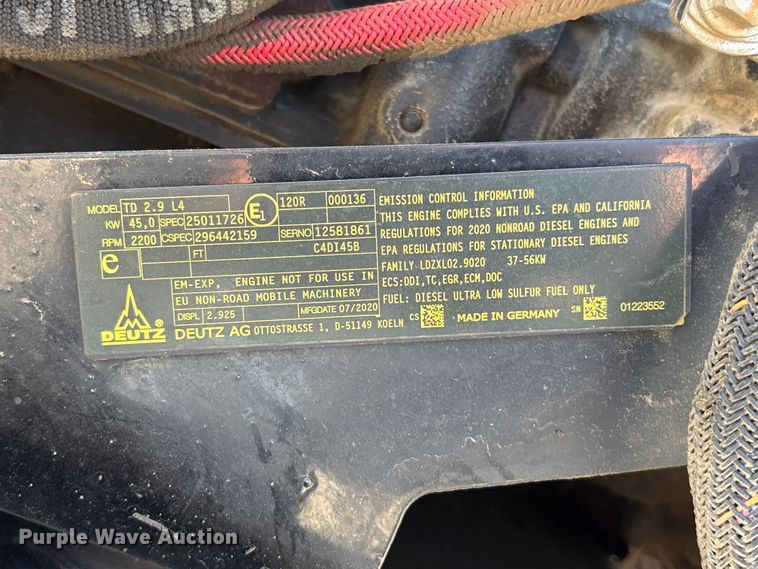 MODEL TD 2.9 L4
KW 45,0 SPEC 25011726 E1 120R 000136
RPM 2200 CSPEC 296442159 SERNO 12581861
e FT C4DI45B
EM-EXP, ENGINE NOT FOR USE IN
EU NON-ROAD MOBILE MACHINERY
DISPL 2.925 MFGDATE 07/2020
DEUTZ ® DEUTZ AG OTTOSTRASSE 1, D-51149 KOELN
EMISSION CONTROL INFORMATION
THIS ENGINE COMPLIES WITH U.S. EPA AND CALIFORNIA
REGULATIONS FOR 2020 NONROAD DIESEL ENGINES AND
EPA REGULATIONS FOR STATIONARY DIESEL ENGINES
FAMILY LDZXL02.9020 37-56KW
ECS:DDI,TC,EGR,ECM,DOC
FUEL: DIESEL ULTRA LOW SULFUR FUEL ONLY
CS MADE IN GERMANY SN 01223552
Purple Wave Auction